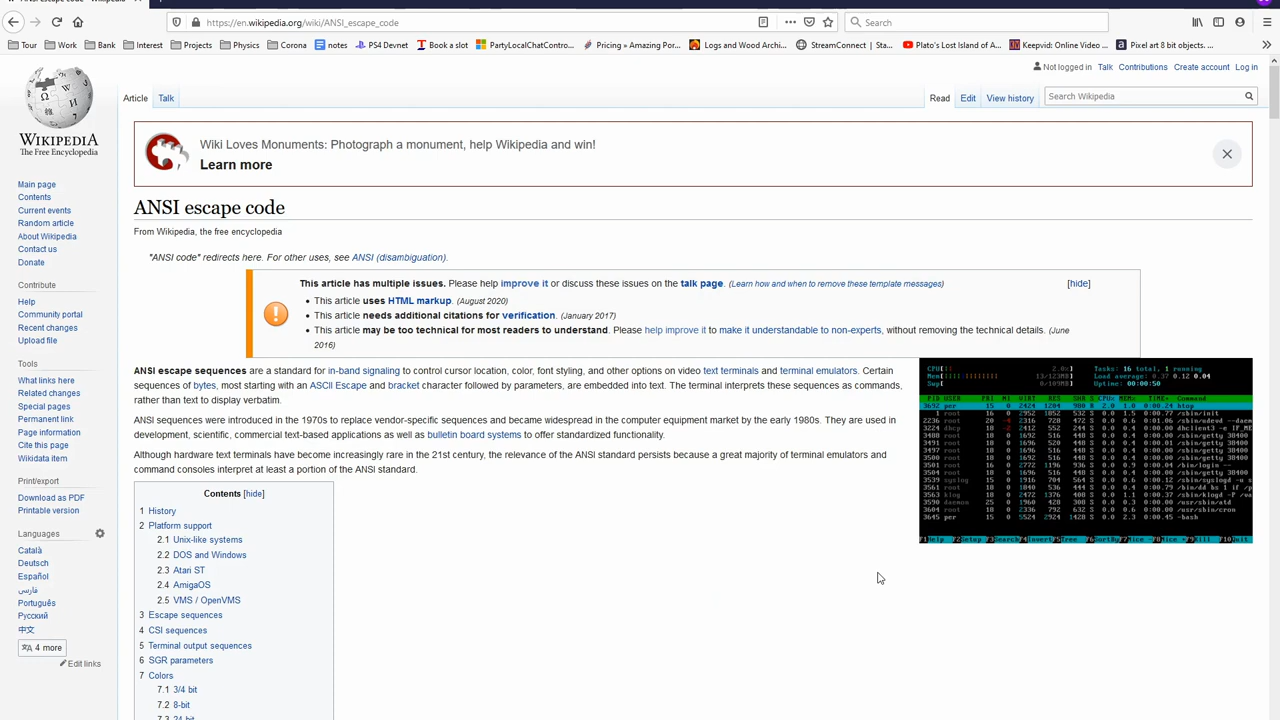 https://en.wikipedia.org/wiki/ANSI_escape_code
Search
Tour
Work
Bank
Interest
Projects
Physics
Corona
notes
PS4 Devnet
Book a slot
PartyLocalChatContro...
Pricing » Amazing Por...
Logs and Wood Archi...
StreamConnect | Sta...
Plato's Lost Island of A...
Keepvid: Online Video ...
Pixel art 8 bit objects. ...
Not logged in Talk Contributions Create account Log in
WIKIPEDIA
The Free Encyclopedia
Article Talk
Read Edit View history
Search Wikipedia
Main page
Contents
Current events
Random article
About Wikipedia
Contact us
Donate
Contribute
Help
Community portal
Recent changes
Upload file
Tools
What links here
Related changes
Special pages
Permanent link
Page information
Cite this page
Wikidata item
Print/export
Download as PDF
Printable version
Languages
Català
Deutsch
Español
فارسی
Português
Русский
中文
4 more
Edit links
Wiki Loves Monuments: Photograph a monument, help Wikipedia and win!
Learn more
ANSI escape code
From Wikipedia, the free encyclopedia
"ANSI code" redirects here. For other uses, see ANSI (disambiguation).
This article has multiple issues. Please help improve it or discuss these issues on the talk page. (Learn how and when to remove these template messages)
[hide]
• This article uses HTML markup. (August 2020)
• This article needs additional citations for verification. (January 2017)
• This article may be too technical for most readers to understand. Please help improve it to make it understandable to non-experts, without removing the technical details. (June
2016)
ANSI escape sequences are a standard for in-band signaling to control cursor location, color, font styling, and other options on video text terminals and terminal emulators. Certain
sequences of bytes, most starting with an ASCII Escape and bracket character followed by parameters, are embedded into text. The terminal interprets these sequences as commands,
rather than text to display verbatim.
ANSI sequences were introduced in the 1970s to replace vendor-specific sequences and became widespread in the computer equipment market by the early 1980s. They are used in
development, scientific, commercial text-based applications as well as bulletin board systems to offer standardized functionality.
Although hardware text terminals have become increasingly rare in the 21st century, the relevance of the ANSI standard persists because a great majority of terminal emulators and
command consoles interpret at least a portion of the ANSI standard.
Contents [hide]
1 History
2 Platform support
2.1 Unix-like systems
2.2 DOS and Windows
2.3 Atari ST
2.4 AmigaOS
2.5 VMS / OpenVMS
3 Escape sequences
4 CSI sequences
5 Terminal output sequences
6 SGR parameters
7 Colors
7.1 3/4 bit
7.2 8-bit
Tasks: 16 total, 1 running
Load average: 0.37 0.12 0.04
Uptime: 00:00:50